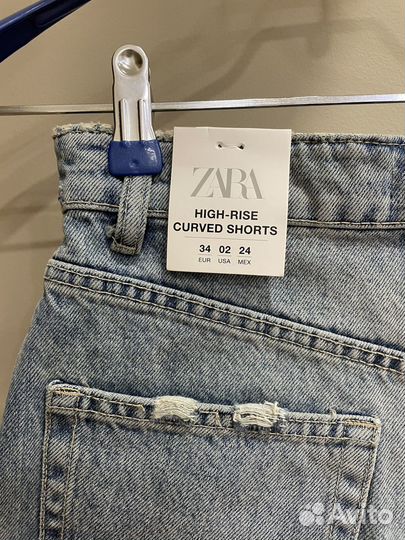 ZARA
HIGH-RISE
CURVED SHORTS
34 02 24
EUR USA MEX
Avito